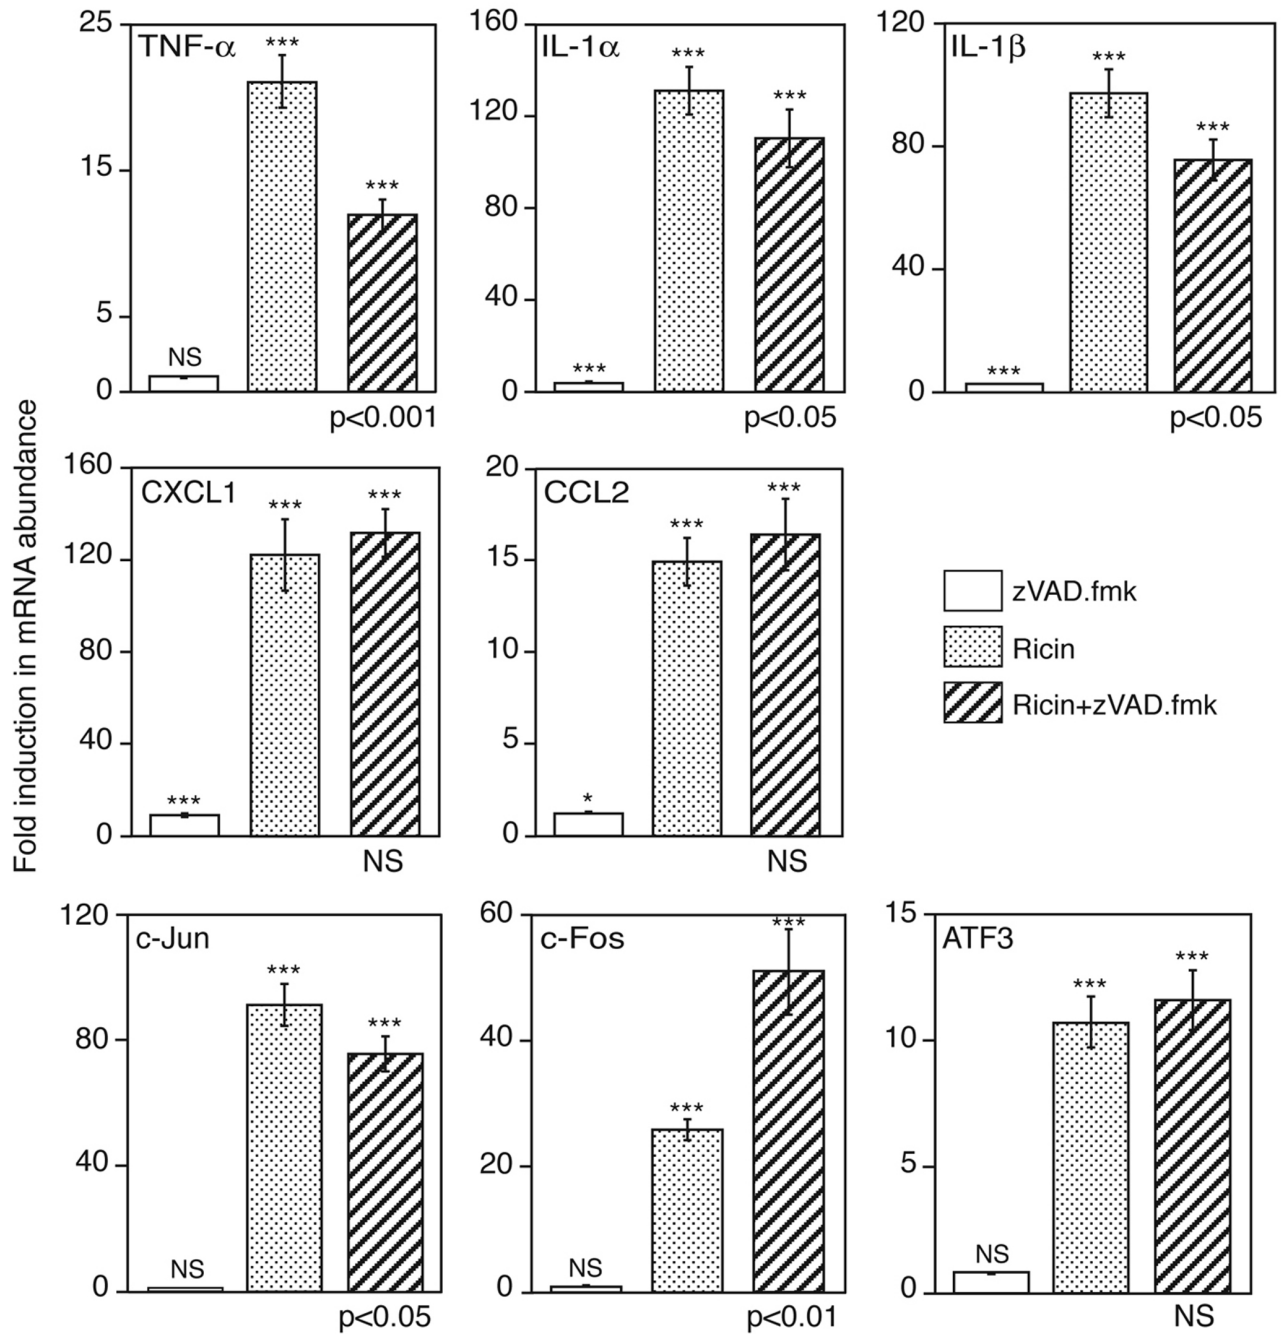 Fold induction in mRNA abundance
25
15
5
0
TNF-α
NS
***
***
p<0.001
160
120
80
40
0
IL-1α
***
***
***
p<0.05
120
80
40
0
IL-1β
***
***
***
p<0.05
160
120
80
40
0
CXCL1
***
***
***
NS
20
15
10
5
0
CCL2
*
***
***
NS
zVAD.fmk
Ricin
Ricin+zVAD.fmk
120
80
40
0
c-Jun
NS
***
***
p<0.05
60
40
20
0
c-Fos
NS
***
***
p<0.01
15
10
5
0
ATF3
NS
***
***
NS